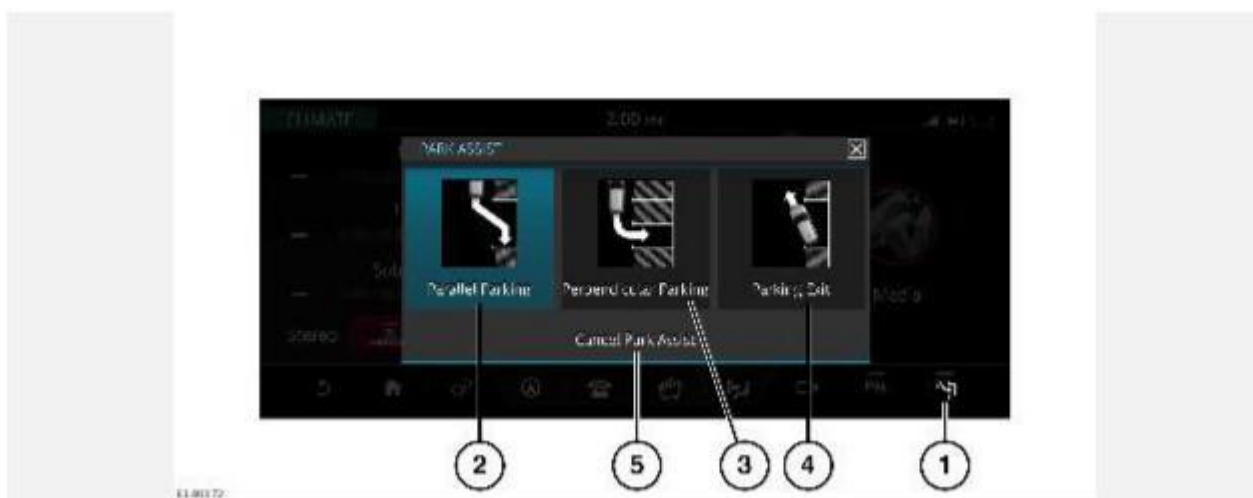 CLIMATE
2:00
PARK ASSIST
Parallel Parking
Perpendicular Parking
Parking Exit
Media
Stereo
Cancel Park Assist
2
5
3
4
1